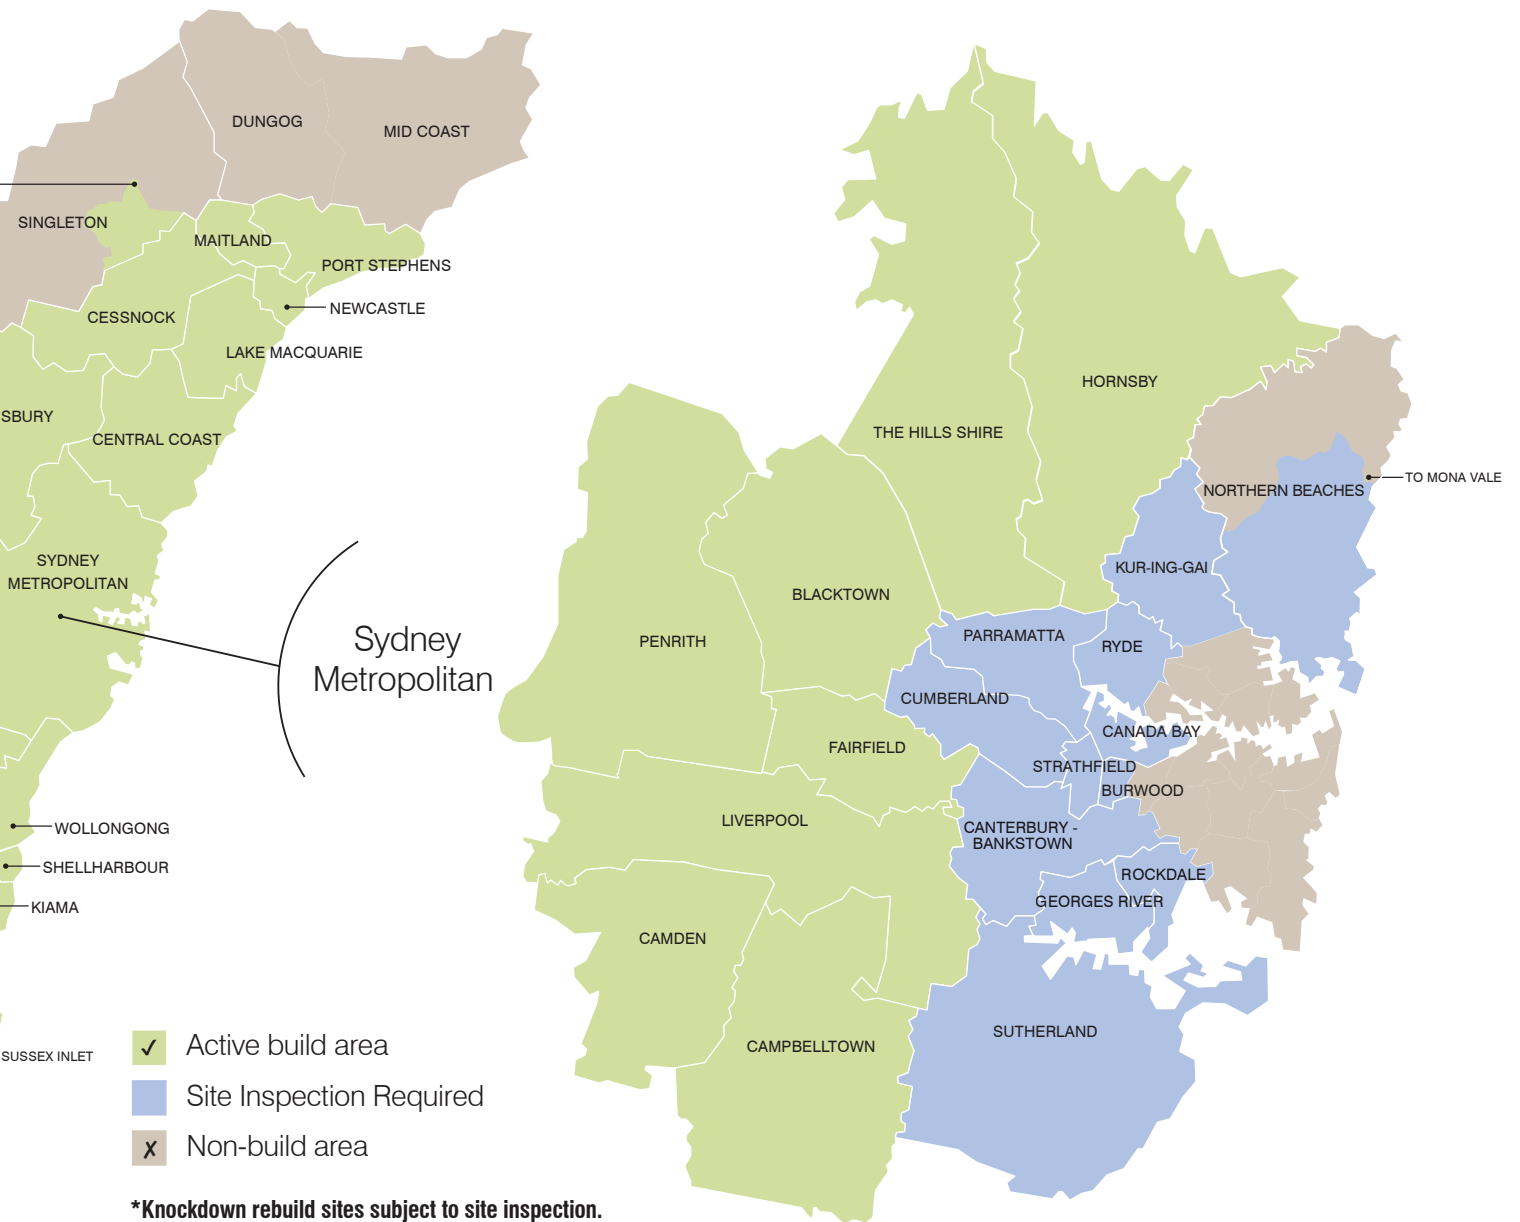 DUNGOG
MID COAST
SINGLETON
MAITLAND
PORT STEPHENS
NEWCASTLE
CESSNOCK
LAKE MACQUARIE
SBURY
CENTRAL COAST
SYDNEY
METROPOLITAN
WOLLONGONG
SHELLHARBOUR
KIAMA
SUSSEX INLET
Sydney
Metropolitan
HORNSBY
THE HILLS SHIRE
NORTHERN BEACHES
TO MONA VALE
KUR-ING-GAI
BLACKTOWN
PENRITH
PARRAMATTA
RYDE
CUMBERLAND
CANADA BAY
FAIRFIELD
STRATHFIELD
BURWOOD
LIVERPOOL
CANTERBURY -
BANKSTOWN
ROCKDALE
GEORGES RIVER
CAMDEN
SUTHERLAND
CAMPBELLTOWN
✓ Active build area
Site Inspection Required
✗ Non-build area
*Knockdown rebuild sites subject to site inspection.